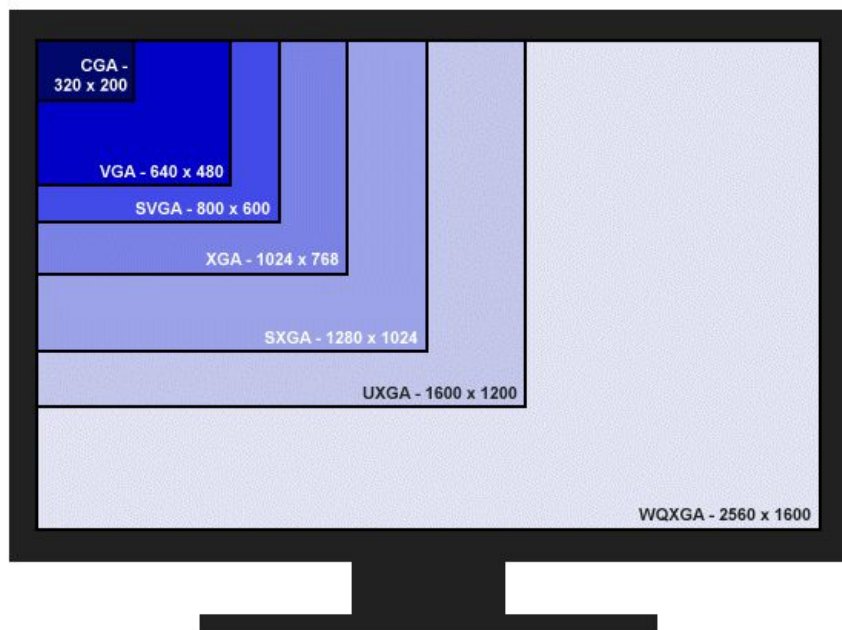 CGA -
320 x 200
VGA - 640 x 480
SVGA - 800 x 600
XGA - 1024 x 768
SXGA - 1280 x 1024
UXGA - 1600 x 1200
WQXGA - 2560 x 1600